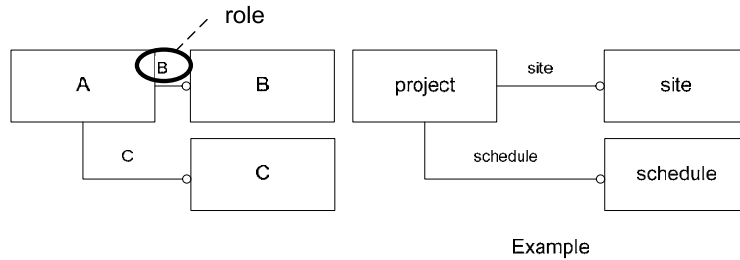 role
B
A
B
C
C
project
site
site
schedule
schedule
Example